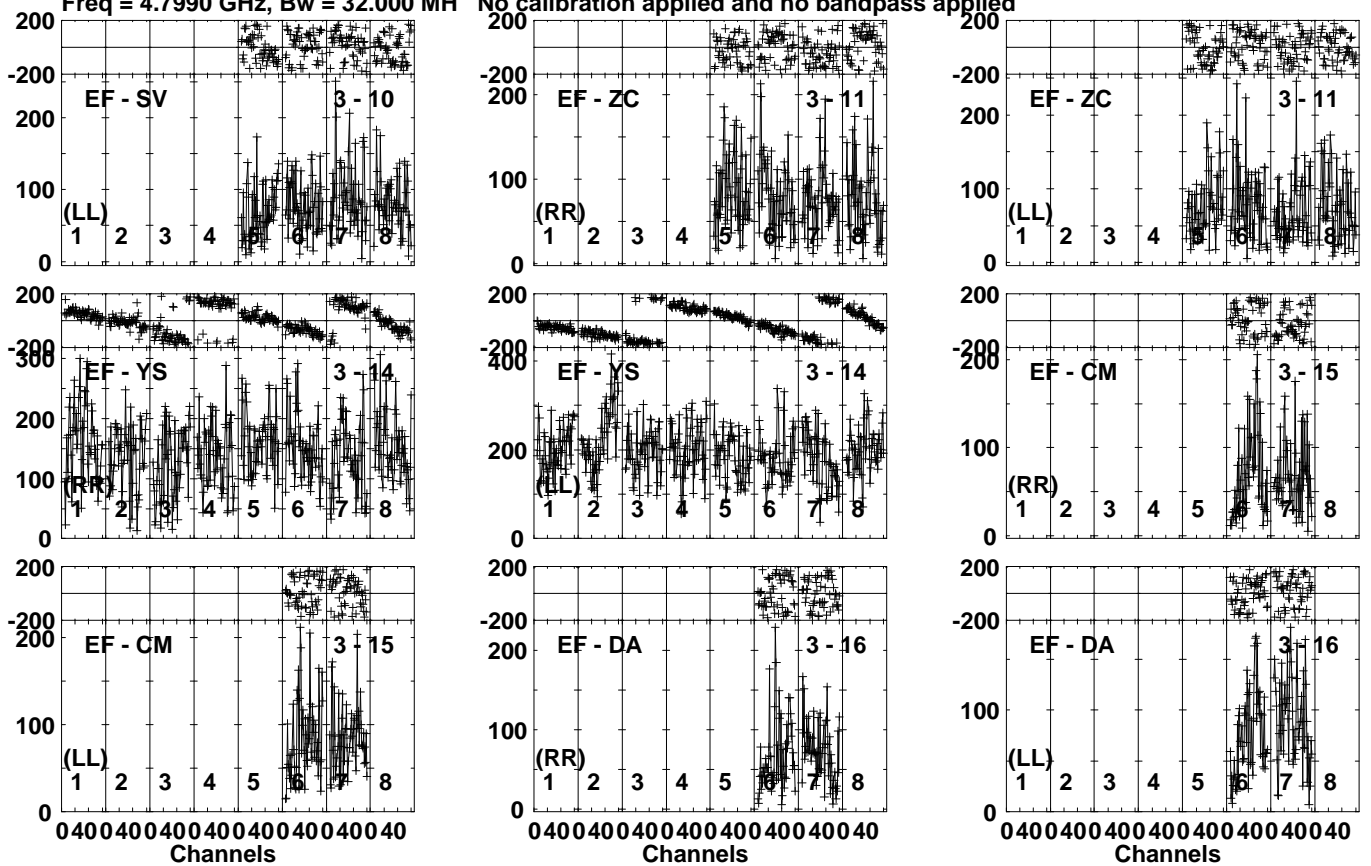 Freq = 4.7990 GHz, Bw = 32.000 MH No calibration applied and no bandpass applied
200 200 200
-200 -200 -200
EF - SV 3 - 10 EF - ZC 3 - 11 EF - ZC 3 - 11
200 200 200
100 100 100
(LL) (RR) (LL)
1 2 3 4 5 6 7 8 1 2 3 4 5 6 7 8 1 2 3 4 5 6 7 8
0 0 0
200 200 200
-200 -200 -200
300 400 200
EF - YS 3 - 14 EF - YS 3 - 14 EF - CM 3 - 15
200 200 100
100
(RR) (LL) (RR)
1 2 3 4 5 6 7 8 1 2 3 4 5 6 7 8 1 2 3 4 5 6 7 8
0 0 0
200 200 200
-200 -200 -200
200 200 200
EF - CM 3 - 15 EF - DA 3 - 16 EF - DA 3 - 16
100 100 100
(LL) (RR) (LL)
1 2 3 4 5 6 7 8 1 2 3 4 5 6 7 8 1 2 3 4 5 6 7 8
0 0 0
0 40 0 40 0 40 0 40 0 40 0 40 0 40 0 40 0 40 0 40 0 40 0 40 0 40 0 40 0 40 0 40 0 40 0 40 0 40 0 40 0 40 0 40 0 40 0 40
Channels Channels Channels